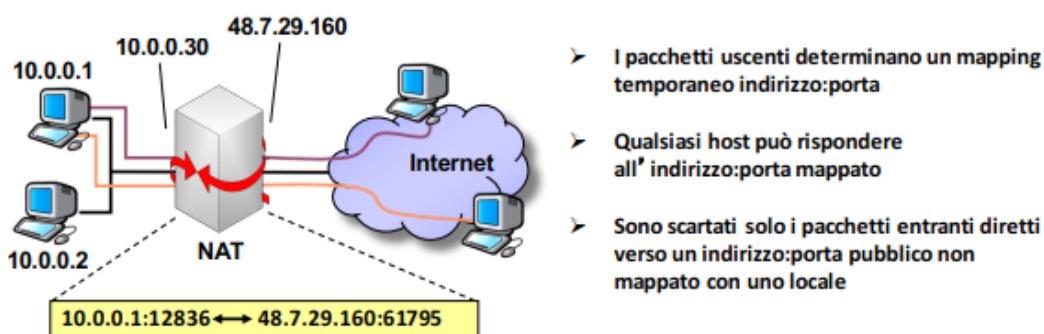 48.7.29.160
10.0.0.30
10.0.0.1
Internet
NAT
10.0.0.2
10.0.0.1:12836 ↔ 48.7.29.160:61795
➤ I pacchetti uscenti determinano un mapping
temporaneo indirizzo:porta
➤ Qualsiasi host può rispondere
all' indirizzo:porta mappato
➤ Sono scartati solo i pacchetti entranti diretti
verso un indirizzo:porta pubblico non
mappato con uno locale